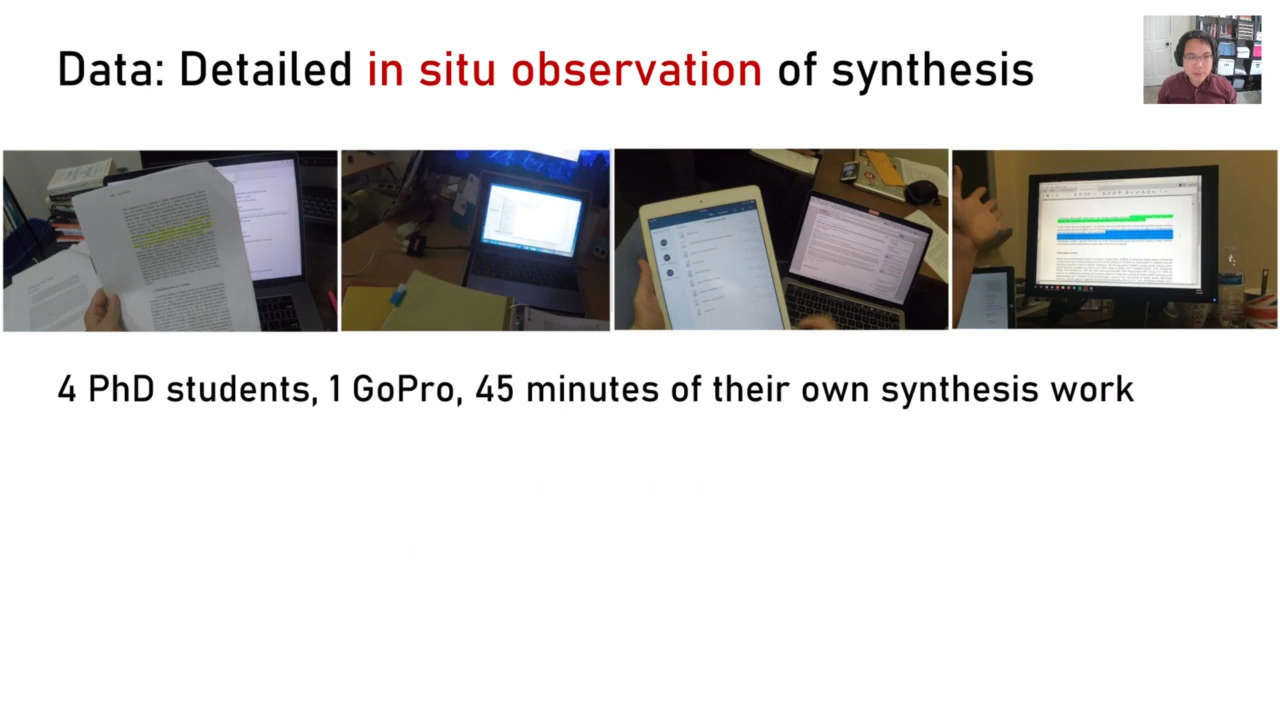 Data: Detailed in situ observation of synthesis
4 PhD students, 1 GoPro, 45 minutes of their own synthesis work